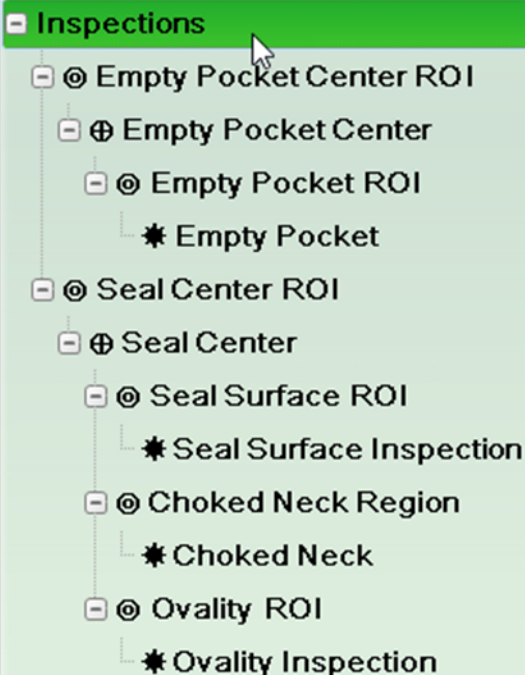 Inspections
Empty Pocket Center ROI
Empty Pocket Center
Empty Pocket ROI
Empty Pocket
Seal Center ROI
Seal Center
Seal Surface ROI
Seal Surface Inspection
Choked Neck Region
Choked Neck
Ovality ROI
Ovality Inspection